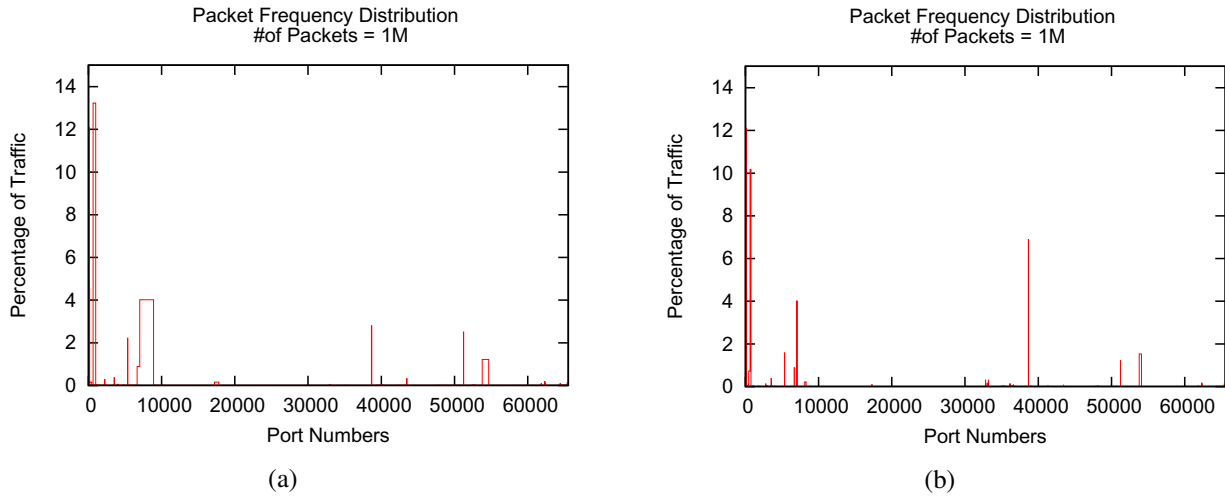 Packet Frequency Distribution
#of Packets = 1M
14
12
10
8
6
4
2
0
Percentage of Traffic
0 10000 20000 30000 40000 50000 60000
Port Numbers
(a)
Packet Frequency Distribution
#of Packets = 1M
14
12
10
8
6
4
2
0
Percentage of Traffic
0 10000 20000 30000 40000 50000 60000
Port Numbers
(b)